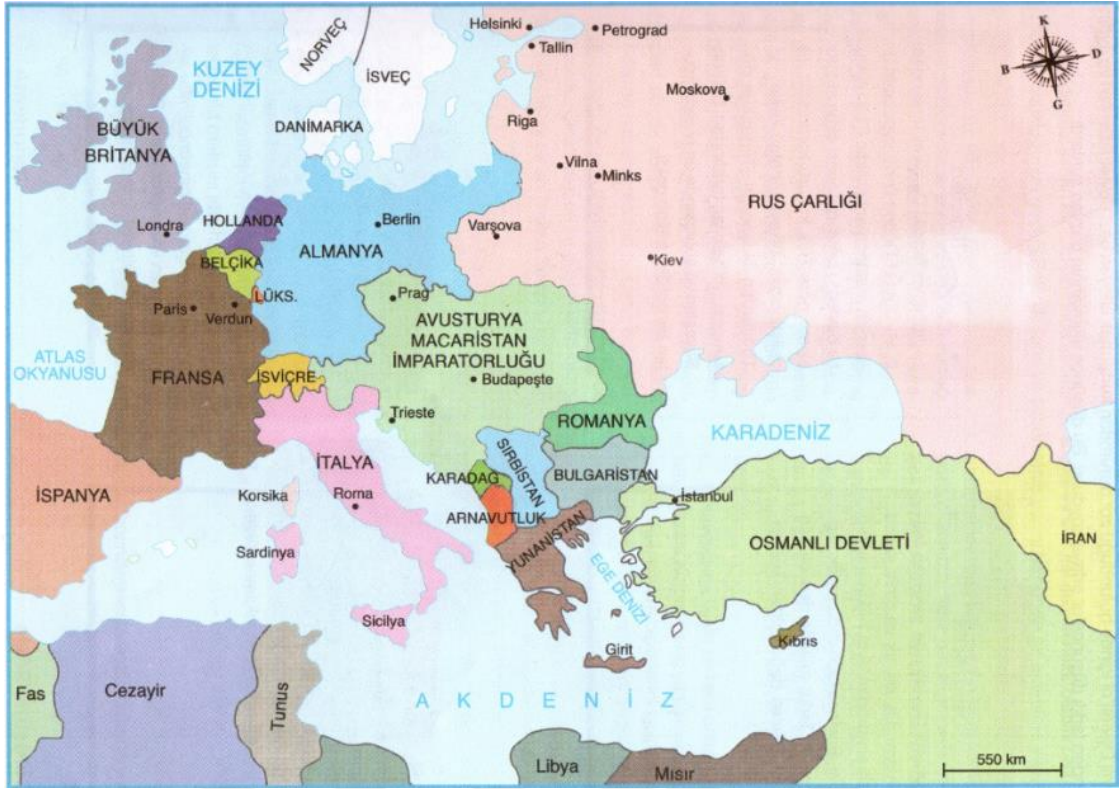 NORVEÇ
İSVEÇ
Helsinki
Petrograd
Tallin
K
B
D
G
KUZEY
DENİZİ
Moskova
DANİMARKA
Riga
BÜYÜK
BRİTANYA
Vilna
Minks
RUS ÇARLIĞI
Londra
HOLLANDA
Berlin
Varşova
ALMANYA
BELÇİKA
Kiev
LÜKS.
Prag
Paris
Verdun
AVUSTURYA
MACARİSTAN
İMPARATORLUĞU
ATLAS
OKYANUSU
FRANSA
İSVİÇRE
Budapeşte
Trieste
ROMANYA
KARADENİZ
İTALYA
SIRBİSTAN
KARADAG
BULGARİSTAN
İSPANYA
Korsika
Roma
İstanbul
ARNAVUTLUK
YUNANİSTAN
OSMANLI DEVLETİ
İRAN
Sardinya
EGE DENİZİ
Sicilya
Kıbrıs
Girit
Fas
Cezayir
Tunus
AKDENİZ
Libya
Mısır
550 km